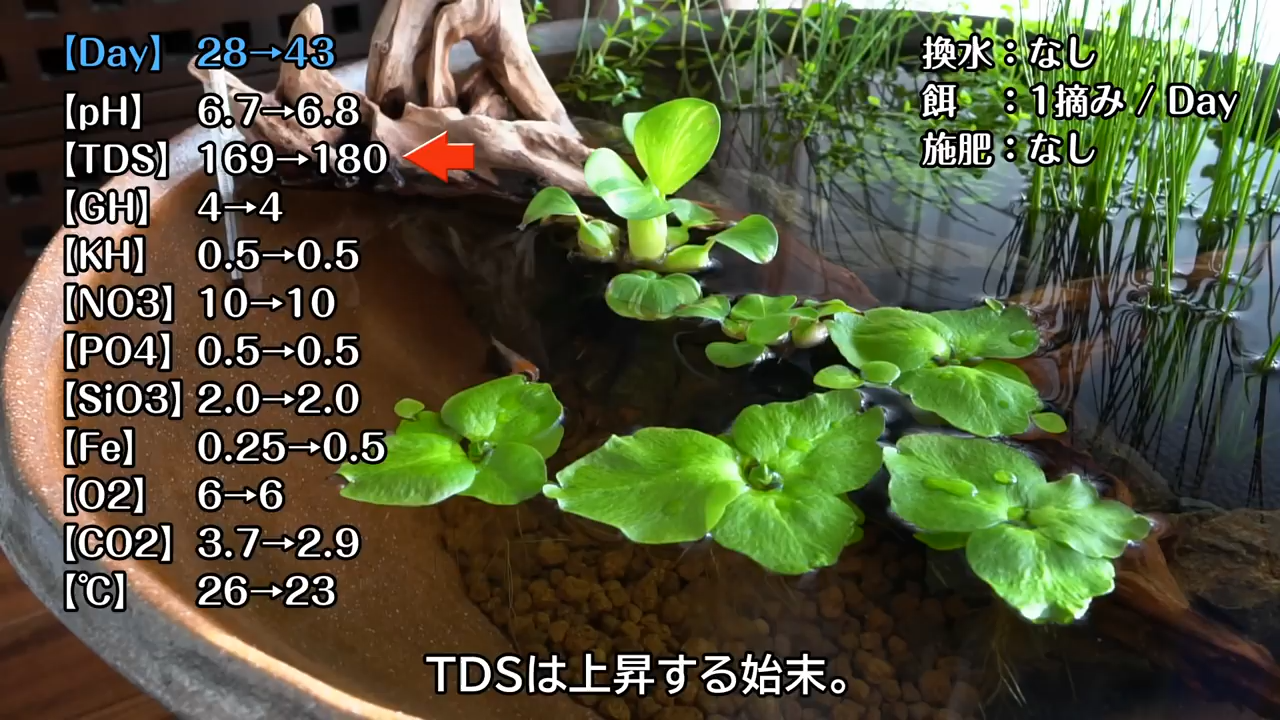 【Day】 28→43
【pH】 6.7→6.8
【TDS】 169→180
【GH】 4→4
【KH】 0.5→0.5
【NO3】 10→10
【PO4】 0.5→0.5
【SiO3】 2.0→2.0
【Fe】 0.25→0.5
【O2】 6→6
【CO2】 3.7→2.9
【℃】 26→23
換水：なし
餌　：1摘み / Day
施肥：なし
TDSは上昇する始末。